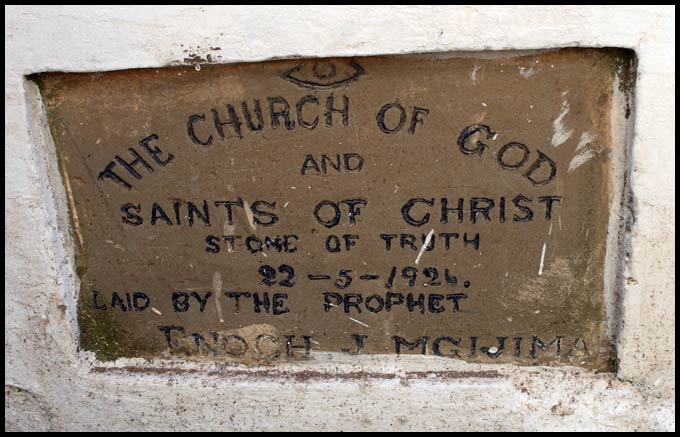 THE CHURCH OF GOD
AND
SAINTS OF CHRIST
STONE OF TRUTH
22-5-1926.
LAID BY THE PROPHET
ENOCH J MGIJIMA